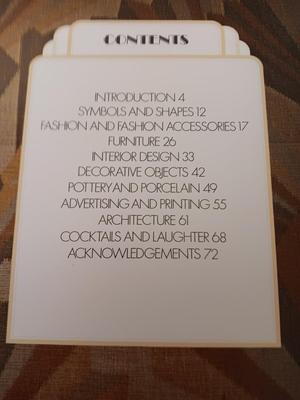 CONTENTS
INTRODUCTION 4
SYMBOLS AND SHAPES 12
FASHION AND FASHION ACCESSORIES 17
FURNITURE 26
INTERIOR DESIGN 33
DECORATIVE OBJECTS 42
POTTERY AND PORCELAIN 49
ADVERTISING AND PRINTING 55
ARCHITECTURE 61
COCKTAILS AND LAUGHTER 68
ACKNOWLEDGEMENTS 72